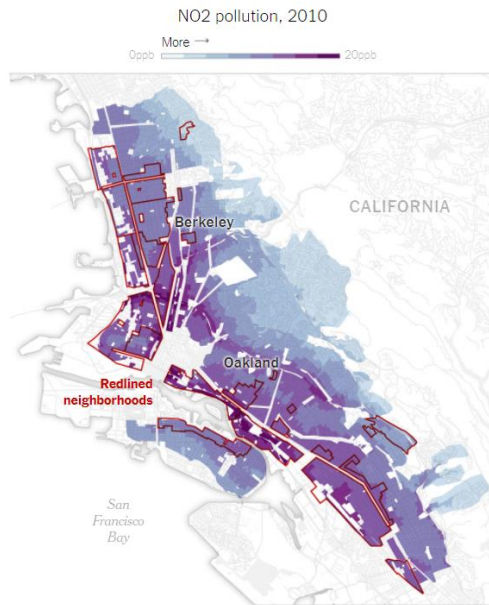 NO2 pollution, 2010
More →
0ppb 20ppb
CALIFORNIA
Berkeley
Oakland
Redlined
neighborhoods
San
Francisco
Bay